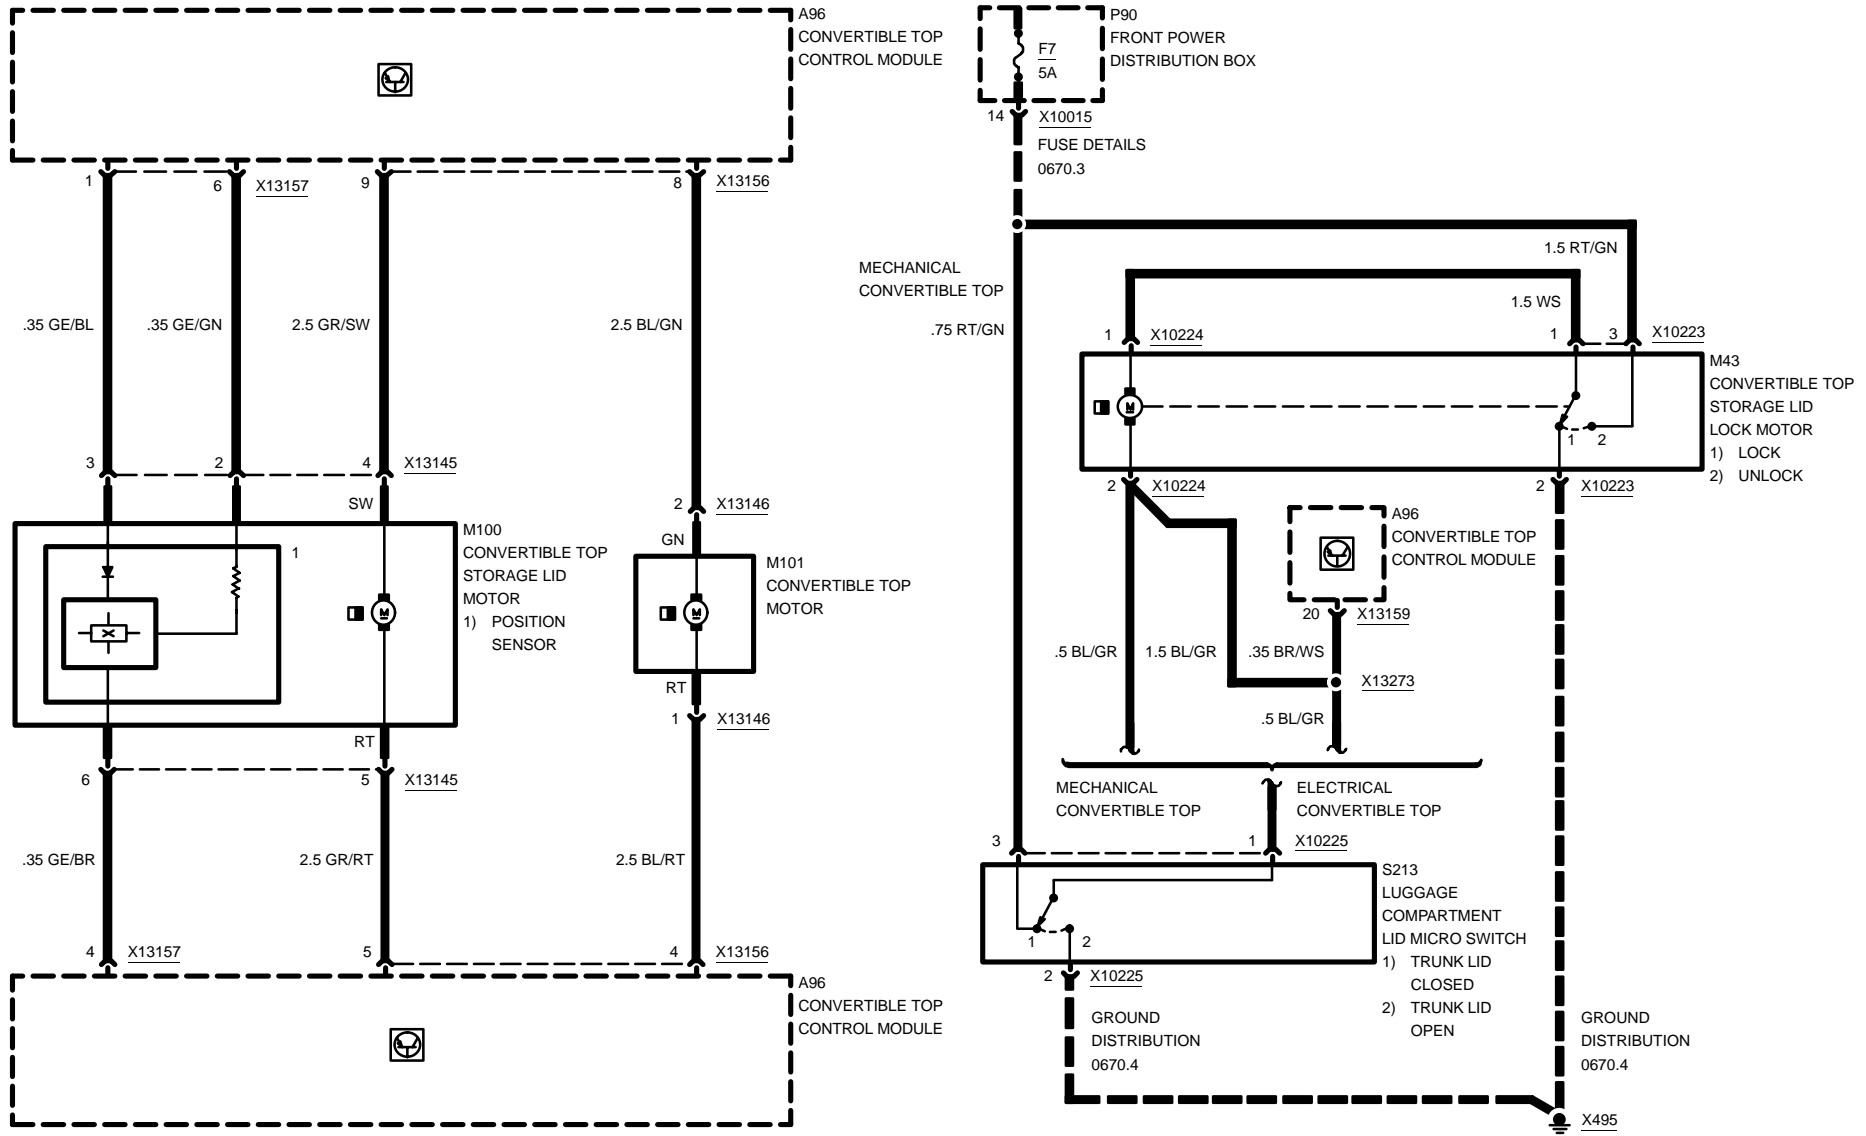 A96
CONVERTIBLE TOP
CONTROL MODULE
1
6
X13157
9
8
X13156
.35 GE/BL
.35 GE/GN
2.5 GR/SW
2.5 BL/GN
3
2
4
X13145
SW
2
X13146
GN
M100
CONVERTIBLE TOP
STORAGE LID
MOTOR
1) POSITION
SENSOR
1
M
M
M101
CONVERTIBLE TOP
MOTOR
RT
1
X13146
RT
6
5
X13145
.35 GE/BR
2.5 GR/RT
2.5 BL/RT
4
X13157
5
4
X13156
A96
CONVERTIBLE TOP
CONTROL MODULE
P90
FRONT POWER
DISTRIBUTION BOX
F7
5A
14
X10015
FUSE DETAILS
0670.3
MECHANICAL
CONVERTIBLE TOP
.75 RT/GN
1.5 RT/GN
1.5 WS
1
X10224
1
3
X10223
M
1
2
M43
CONVERTIBLE TOP
STORAGE LID
LOCK MOTOR
1) LOCK
2) UNLOCK
2
X10224
2
X10223
A96
CONVERTIBLE TOP
CONTROL MODULE
20
X13159
.5 BL/GR
1.5 BL/GR
.35 BR/WS
X13273
.5 BL/GR
MECHANICAL
CONVERTIBLE TOP
ELECTRICAL
CONVERTIBLE TOP
3
1
X10225
1
2
S213
LUGGAGE
COMPARTMENT
LID MICRO SWITCH
1) TRUNK LID
CLOSED
2) TRUNK LID
OPEN
2
X10225
GROUND
DISTRIBUTION
0670.4
GROUND
DISTRIBUTION
0670.4
X495